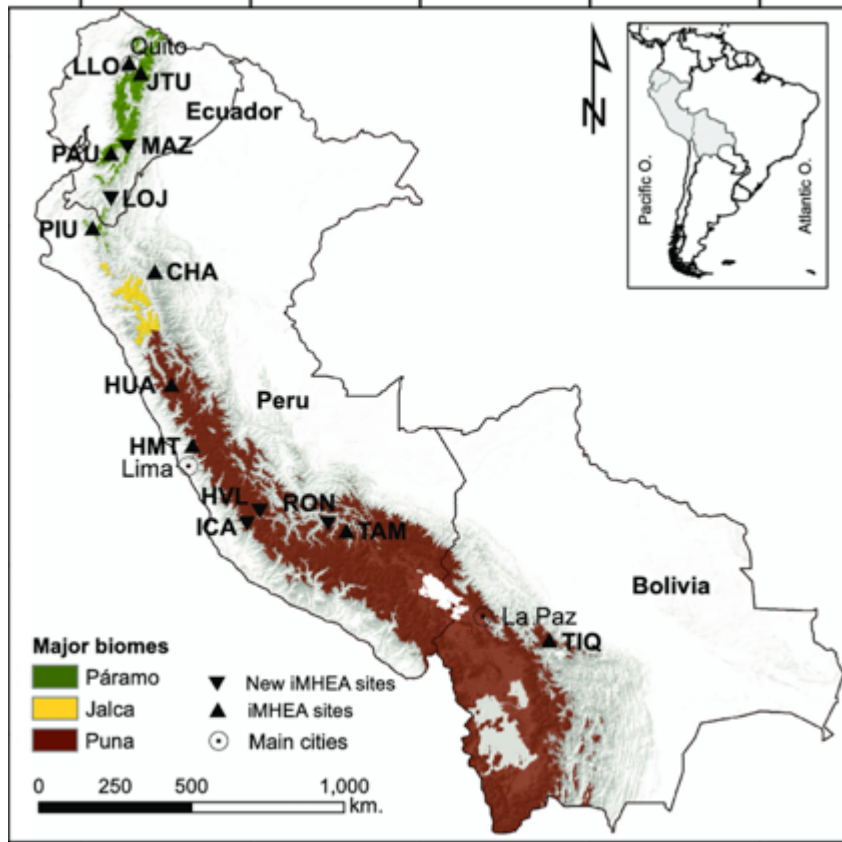 Quito
LLO
JTU
Ecuador
MAZ
PAU
LOJ
PIU
CHA
HUA
Peru
HMT
Lima
HVL
RON
ICA
TAM
Bolivia
La Paz
TIQ
N
Pacific O.
Atlantic O.
Major biomes
Páramo
Jalca
Puna
New iMHEA sites
iMHEA sites
Main cities
0 250 500 1,000
km.